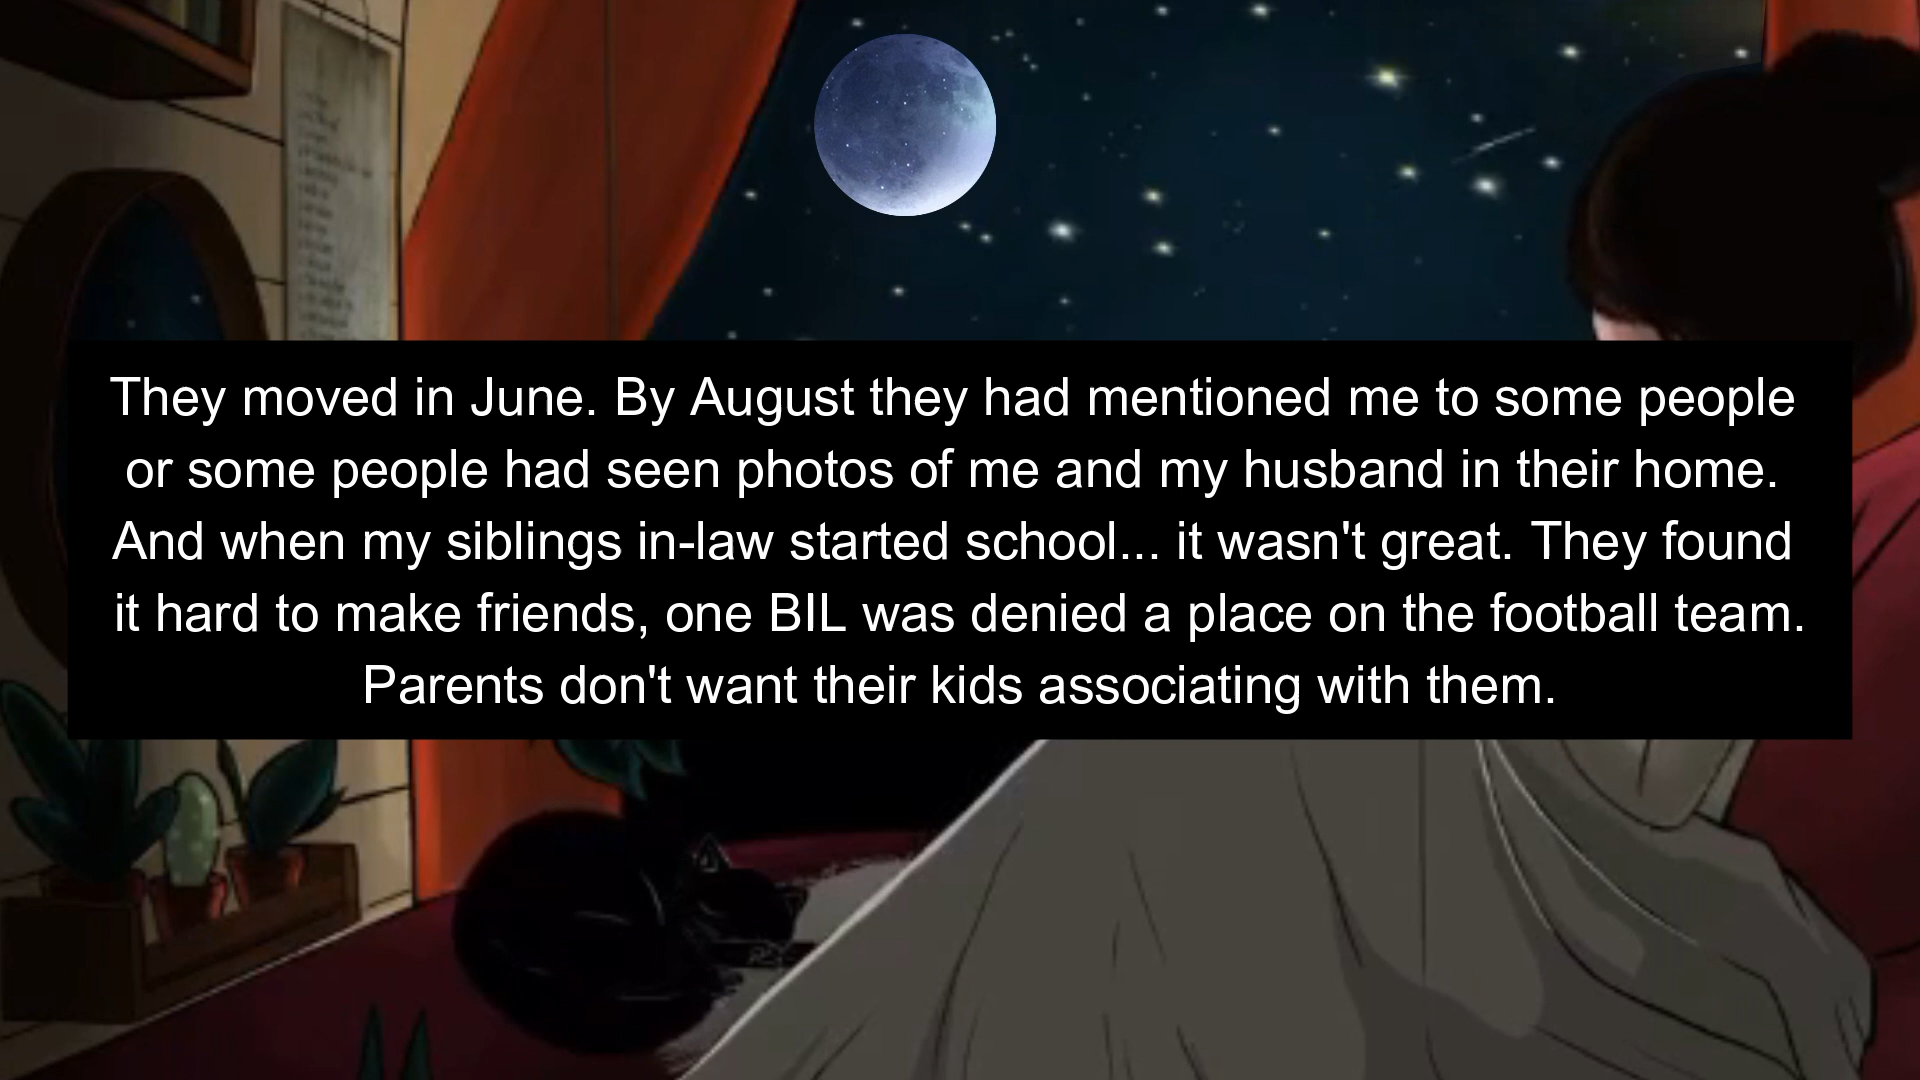 They moved in June. By August they had mentioned me to some people
or some people had seen photos of me and my husband in their home.
And when my siblings in-law started school... it wasn't great. They found
it hard to make friends, one BIL was denied a place on the football team.
Parents don't want their kids associating with them.